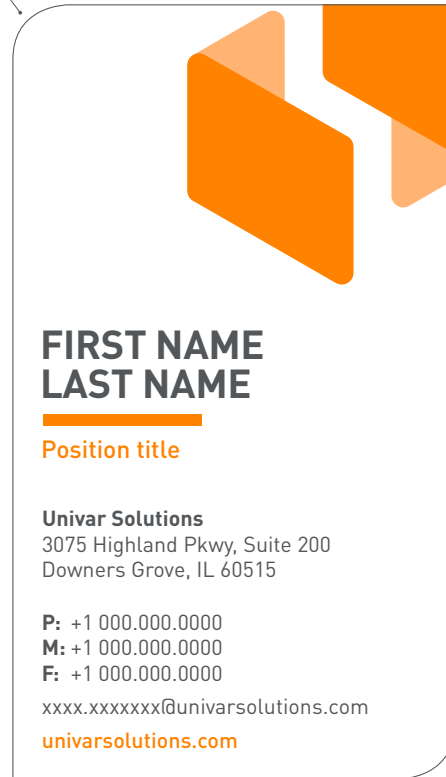 FIRST NAME
LAST NAME
Position title
Univar Solutions
3075 Highland Pkwy, Suite 200
Downers Grove, IL 60515
P: +1 000.000.0000
M: +1 000.000.0000
F: +1 000.000.0000
xxxx.xxxxxxx@univarsolutions.com
univarsolutions.com